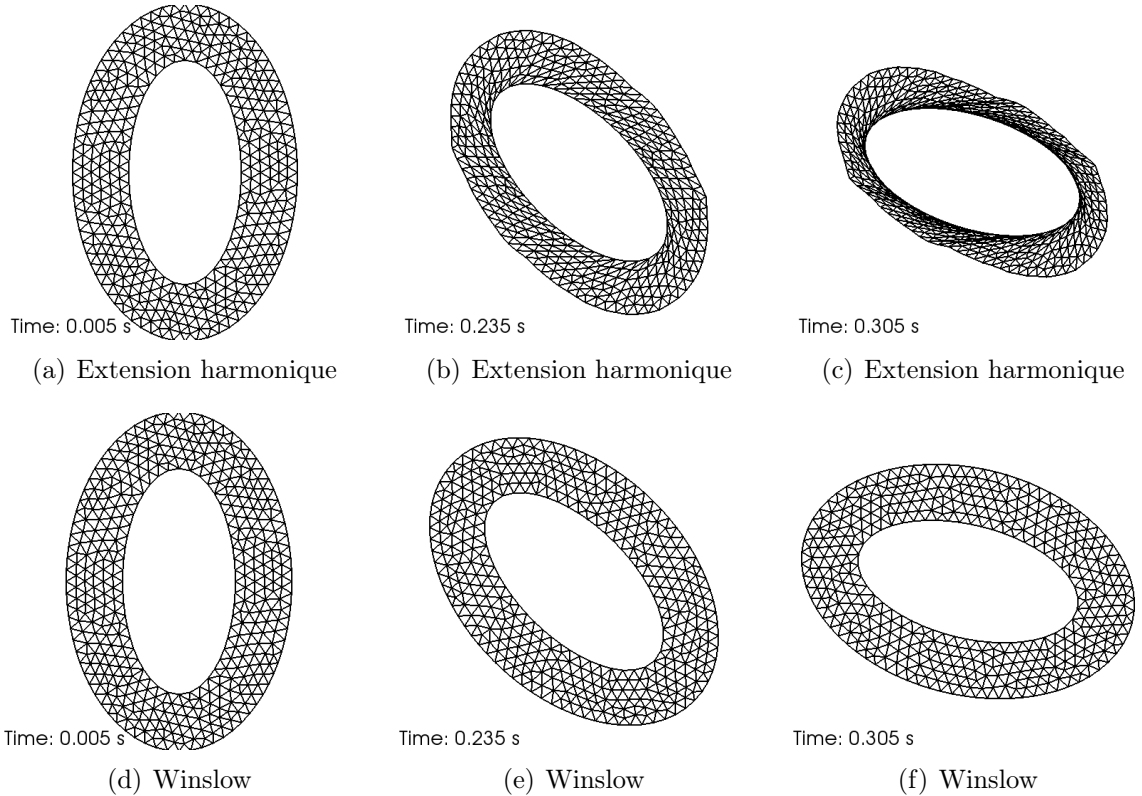 Time: 0.005 s
Time: 0.235 s
Time: 0.305 s
(a) Extension harmonique
(b) Extension harmonique
(c) Extension harmonique
Time: 0.005 s
Time: 0.235 s
Time: 0.305 s
(d) Winslow
(e) Winslow
(f) Winslow